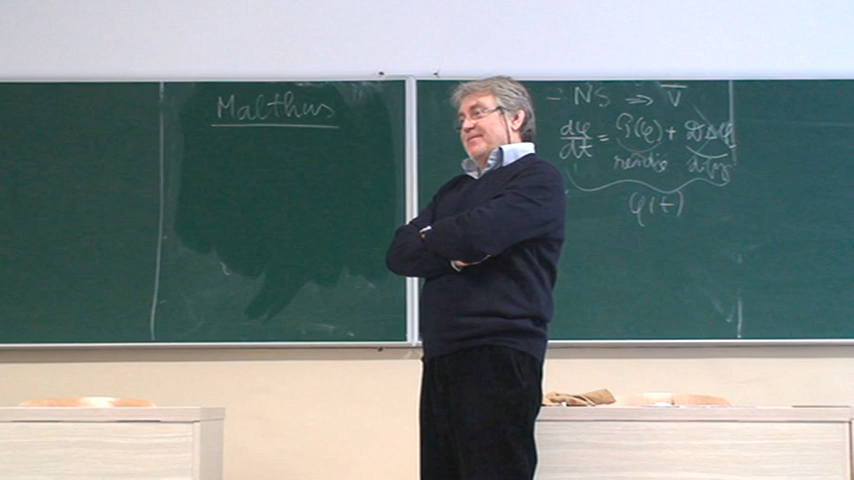 Malthus
- NS ⇒ V̅
dφ/dt = G(φ) + DΔφ
φ(t)